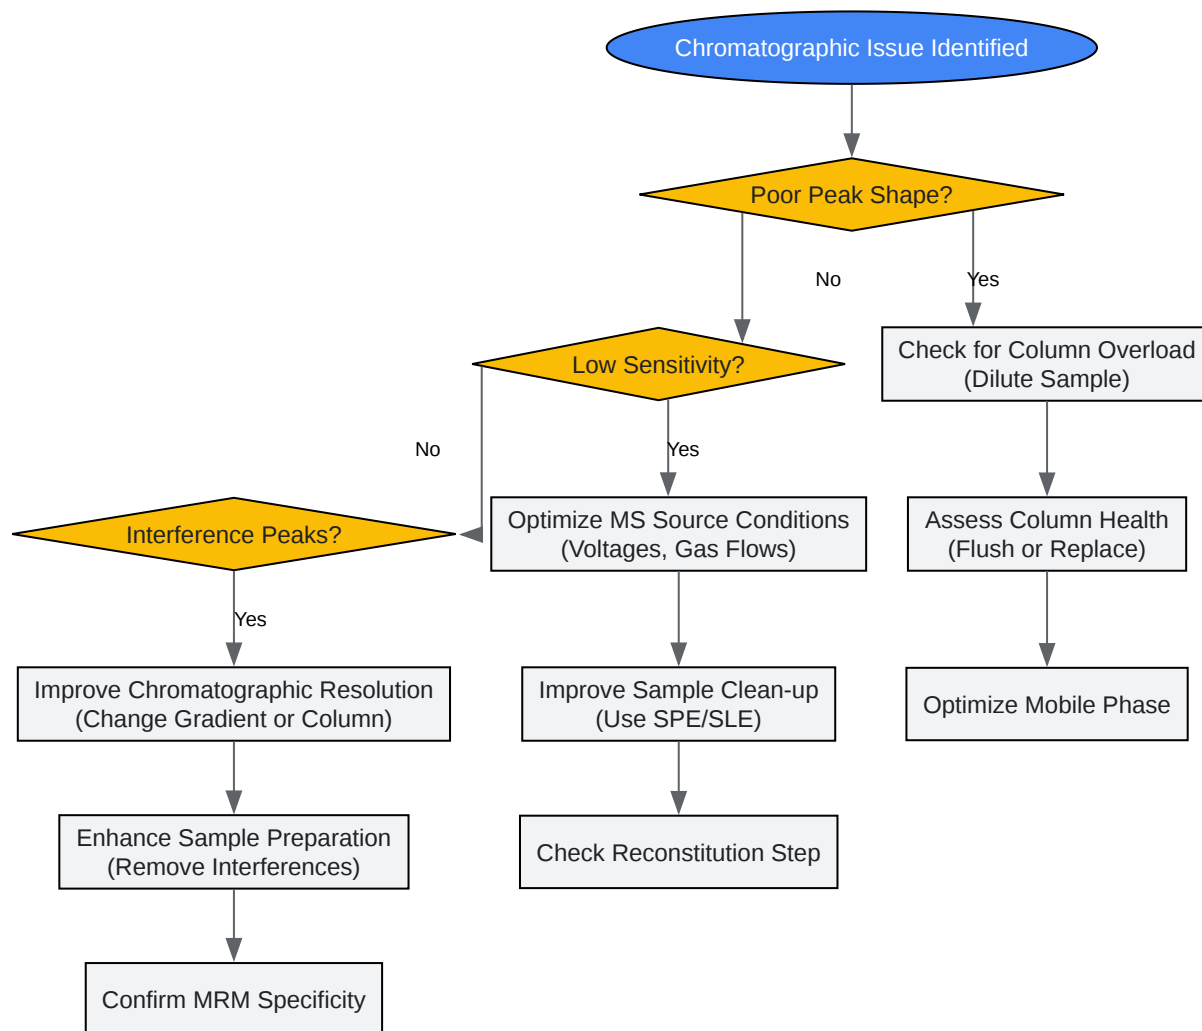 Chromatographic Issue Identified
Poor Peak Shape?
No
Yes
Low Sensitivity?
Check for Column Overload
(Dilute Sample)
No
Yes
Interference Peaks?
Optimize MS Source Conditions
(Voltages, Gas Flows)
Assess Column Health
(Flush or Replace)
Yes
Improve Chromatographic Resolution
(Change Gradient or Column)
Improve Sample Clean-up
(Use SPE/SLE)
Optimize Mobile Phase
Enhance Sample Preparation
(Remove Interferences)
Check Reconstitution Step
Confirm MRM Specificity